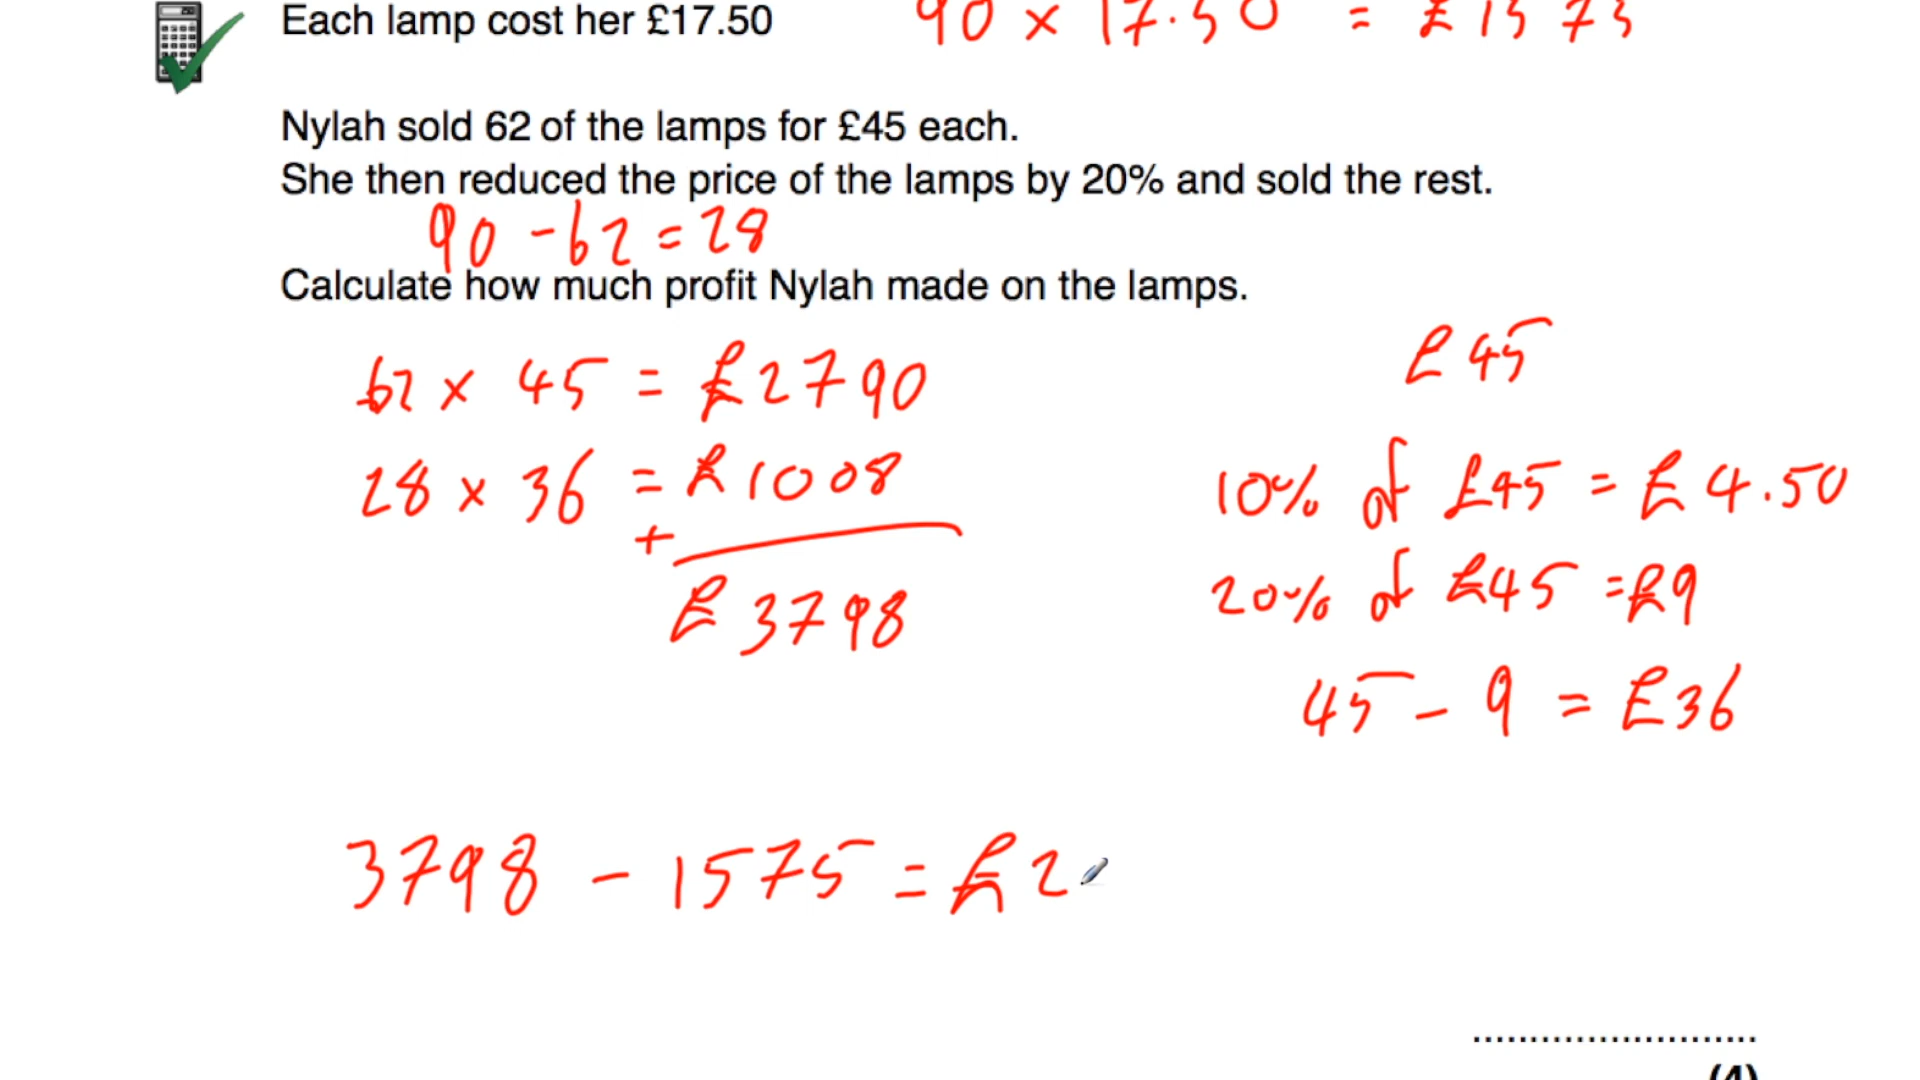 Each lamp cost her £17.50
90 × 17.50 = £1575
Nylah sold 62 of the lamps for £45 each.
She then reduced the price of the lamps by 20% and sold the rest.
90 - 62 = 28
Calculate how much profit Nylah made on the lamps.
62 × 45 = £2790
28 × 36 = £1008
+
£3798
£45
10% of £45 = £4.50
20% of £45 = £9
45 - 9 = £36
3798 - 1575 = £2
..........................
(4)